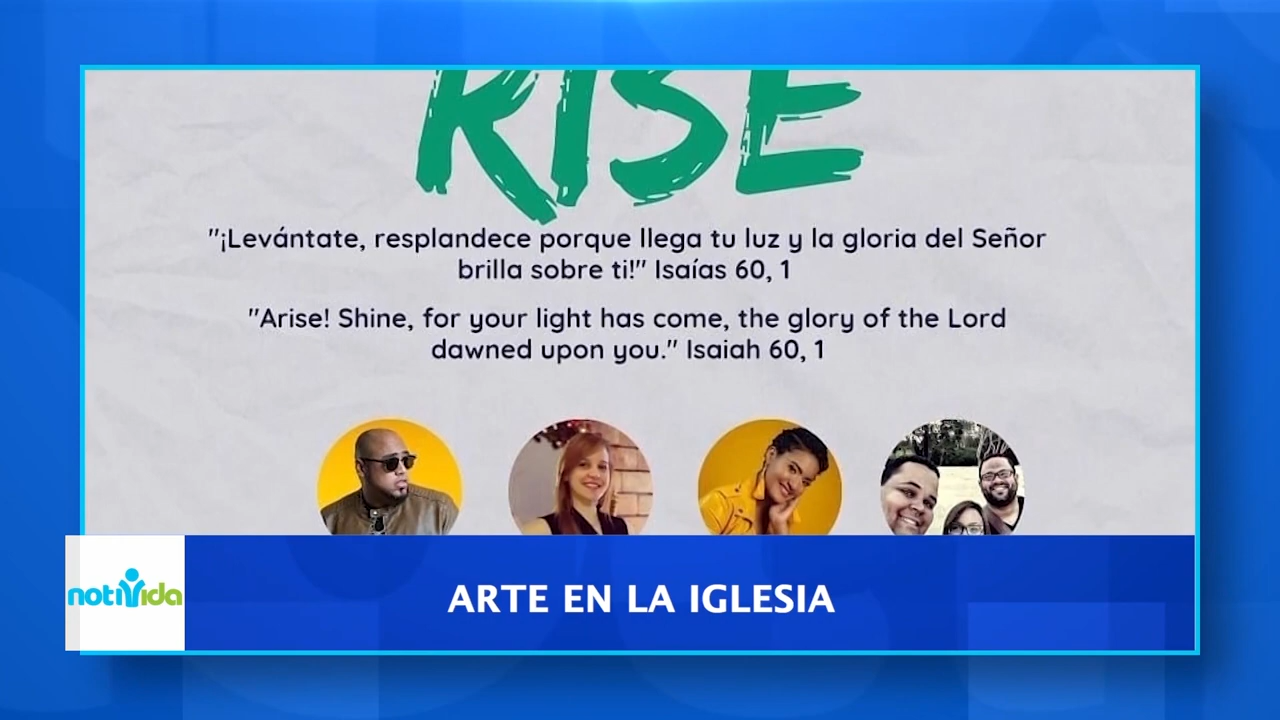 RISE
"¡Levántate, resplandece porque llega tu luz y la gloria del Señor
brilla sobre ti!" Isaías 60, 1
"Arise! Shine, for your light has come, the glory of the Lord
dawned upon you." Isaiah 60, 1
notiVida
ARTE EN LA IGLESIA